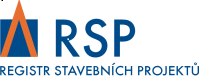 RSP
REGISTR STAVEBNÍCH PROJEKTŮ